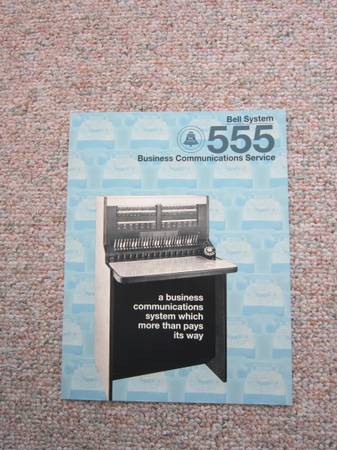 Bell System
555
Business Communications Service
a business
communications
system which
more than pays
its way